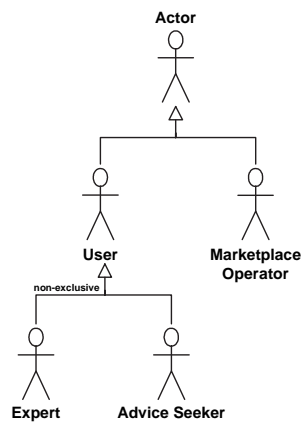 Actor
User
Marketplace
Operator
non-exclusive
Expert
Advice Seeker